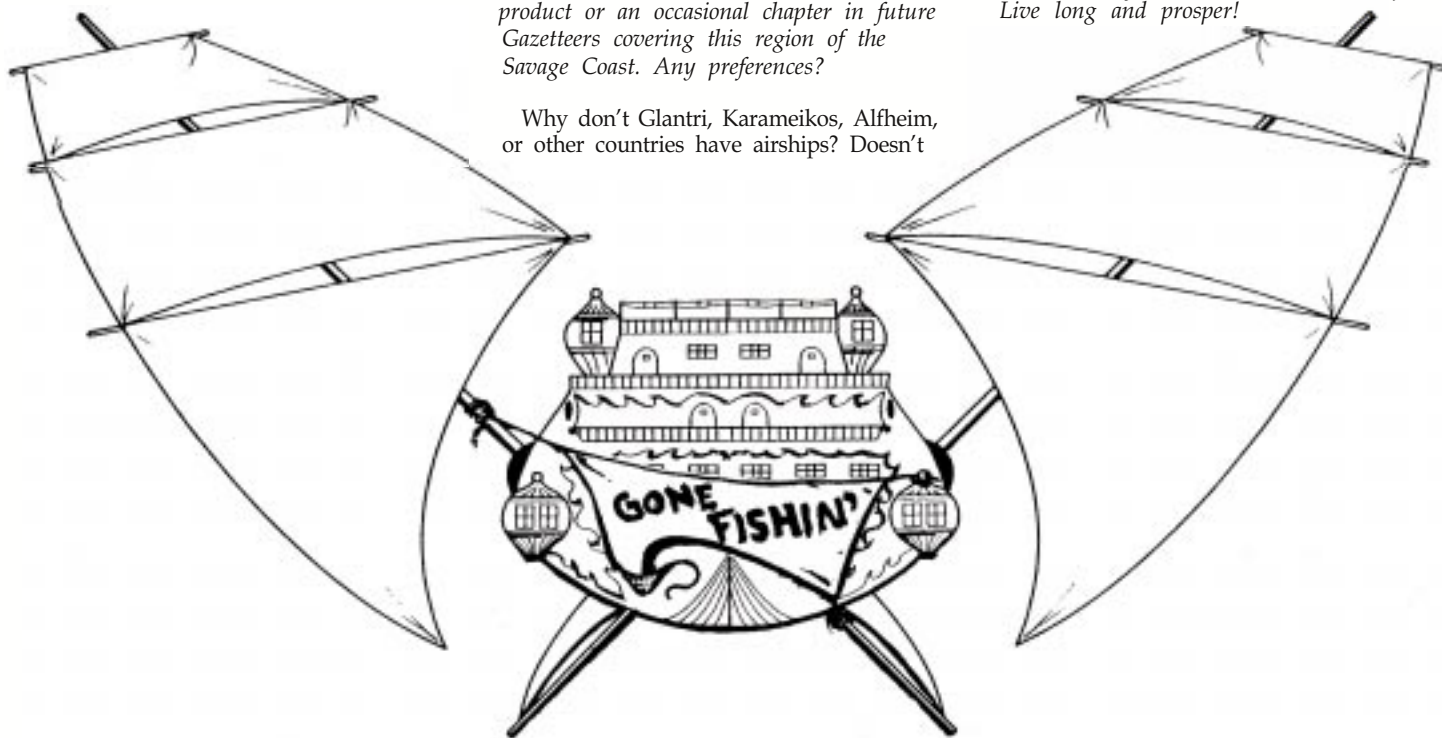 product or an occasional chapter in future
Gazetteers covering this region of the
Savage Coast. Any preferences?
Why don't Glantri, Karameikos, Alfheim,
or other countries have airships? Doesn't
Live long and prosper!
GONE
FISHIN'